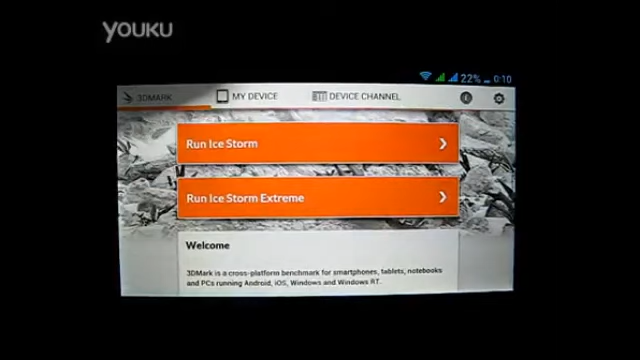 YOUKU
22% 0:10
3DMARK MY DEVICE DEVICE CHANNEL
Run Ice Storm
Run Ice Storm Extreme
Welcome
3DMark is a cross-platform benchmark for smartphones, tablets, notebooks
and PCs running Android, iOS, Windows and Windows RT.